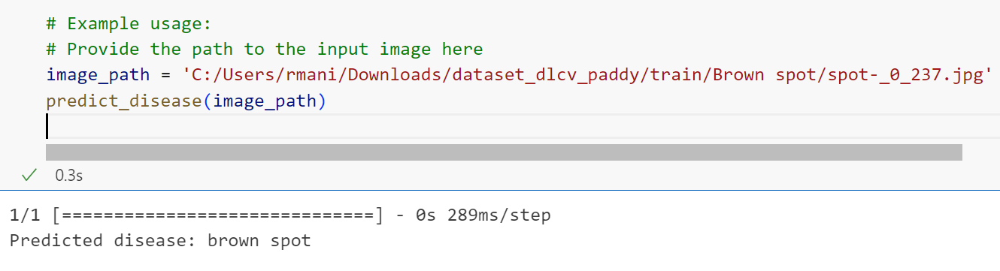 # Example usage:
# Provide the path to the input image here
image_path = 'C:/Users/rmani/Downloads/dataset_dlcv_paddy/train/Brown spot/spot-_0_237.jpg'
predict_disease(image_path)
0.3s
1/1 [==============================] - 0s 289ms/step
Predicted disease: brown spot